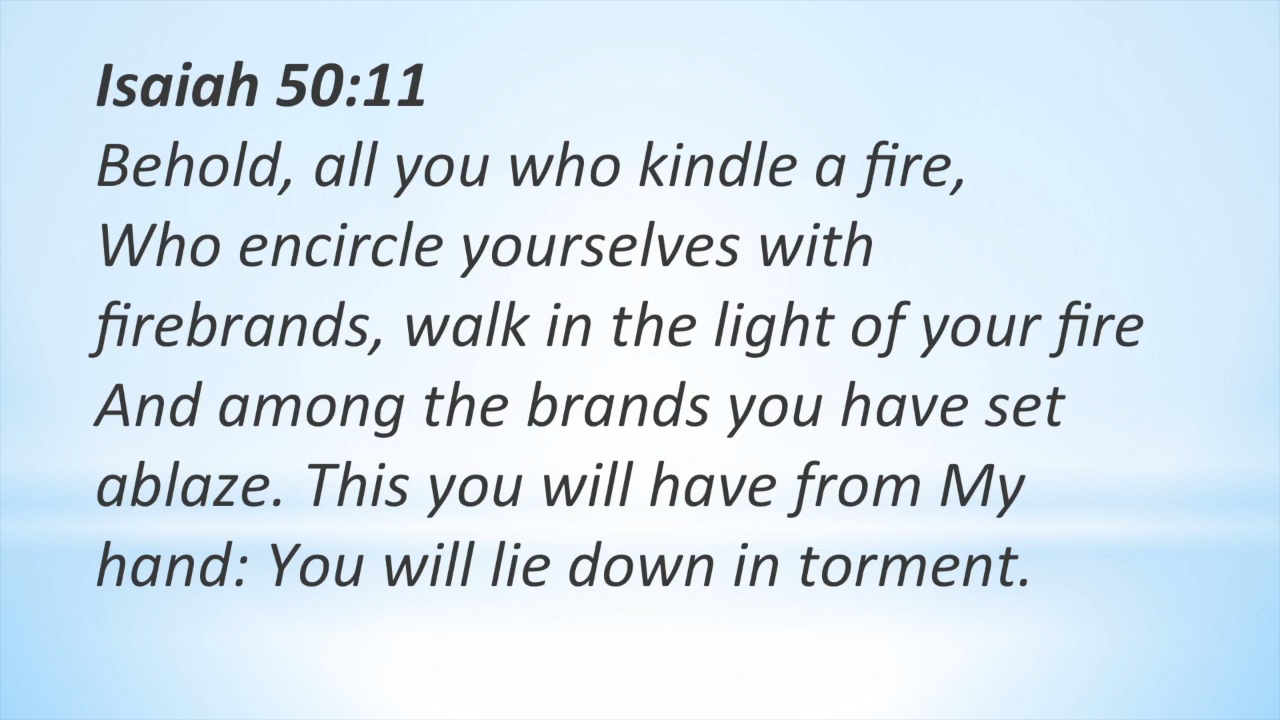 Isaiah 50:11
Behold, all you who kindle a fire,
Who encircle yourselves with
firebrands, walk in the light of your fire
And among the brands you have set
ablaze. This you will have from My
hand: You will lie down in torment.